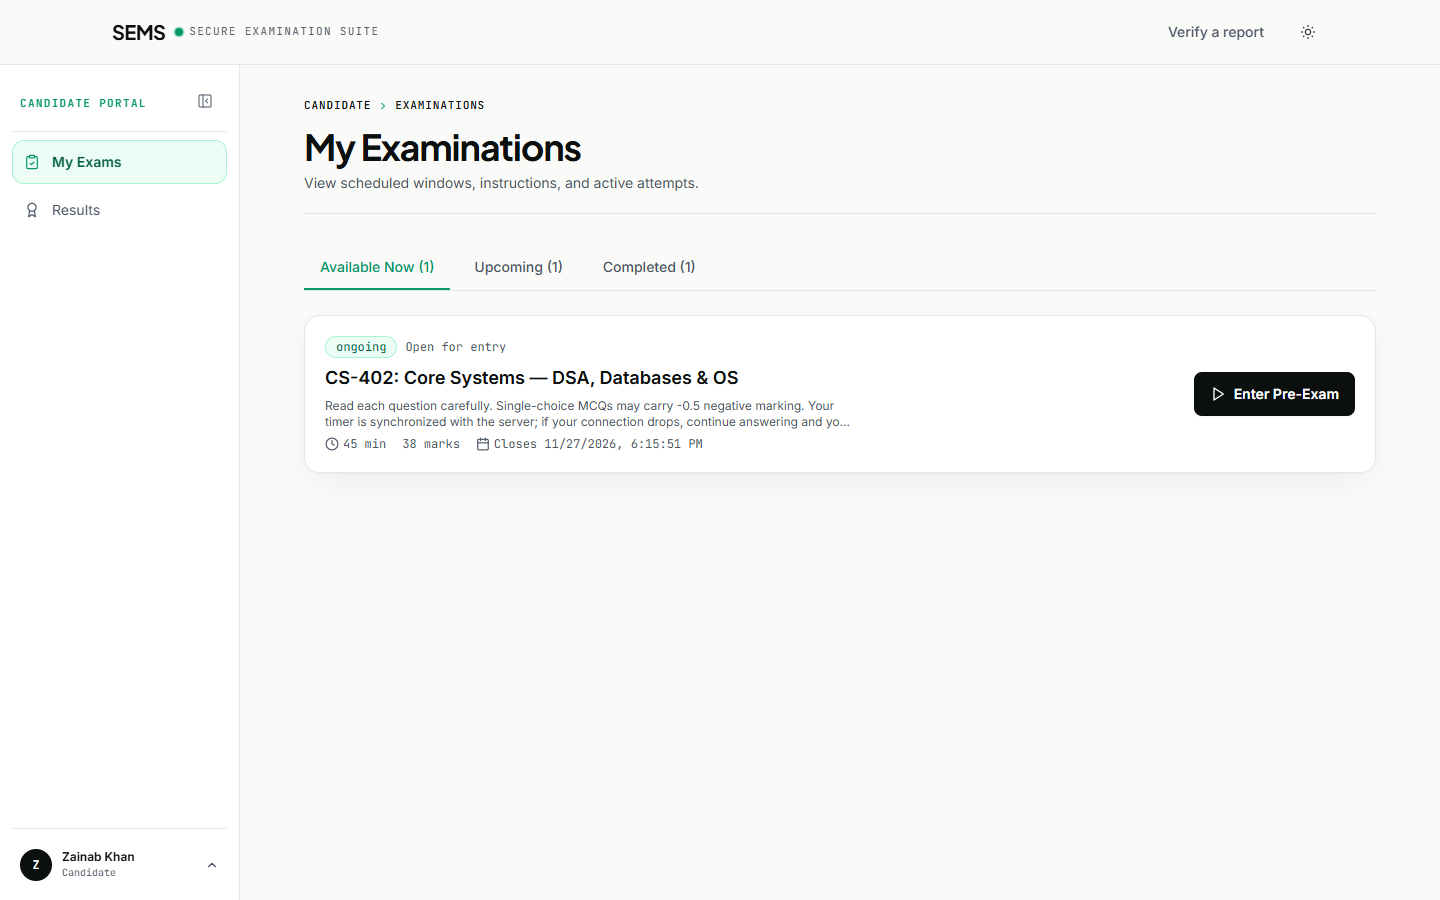 SEMS SECURE EXAMINATION SUITE
Verify a report
CANDIDATE PORTAL
My Exams
Results
CANDIDATE > EXAMINATIONS
My Examinations
View scheduled windows, instructions, and active attempts.
Available Now (1) Upcoming (1) Completed (1)
ongoing Open for entry
CS-402: Core Systems — DSA, Databases & OS
Read each question carefully. Single-choice MCQs may carry -0.5 negative marking. Your
timer is synchronized with the server; if your connection drops, continue answering and yo...
45 min 38 marks Closes 11/27/2026, 6:15:51 PM
Enter Pre-Exam
Z
Zainab Khan
Candidate